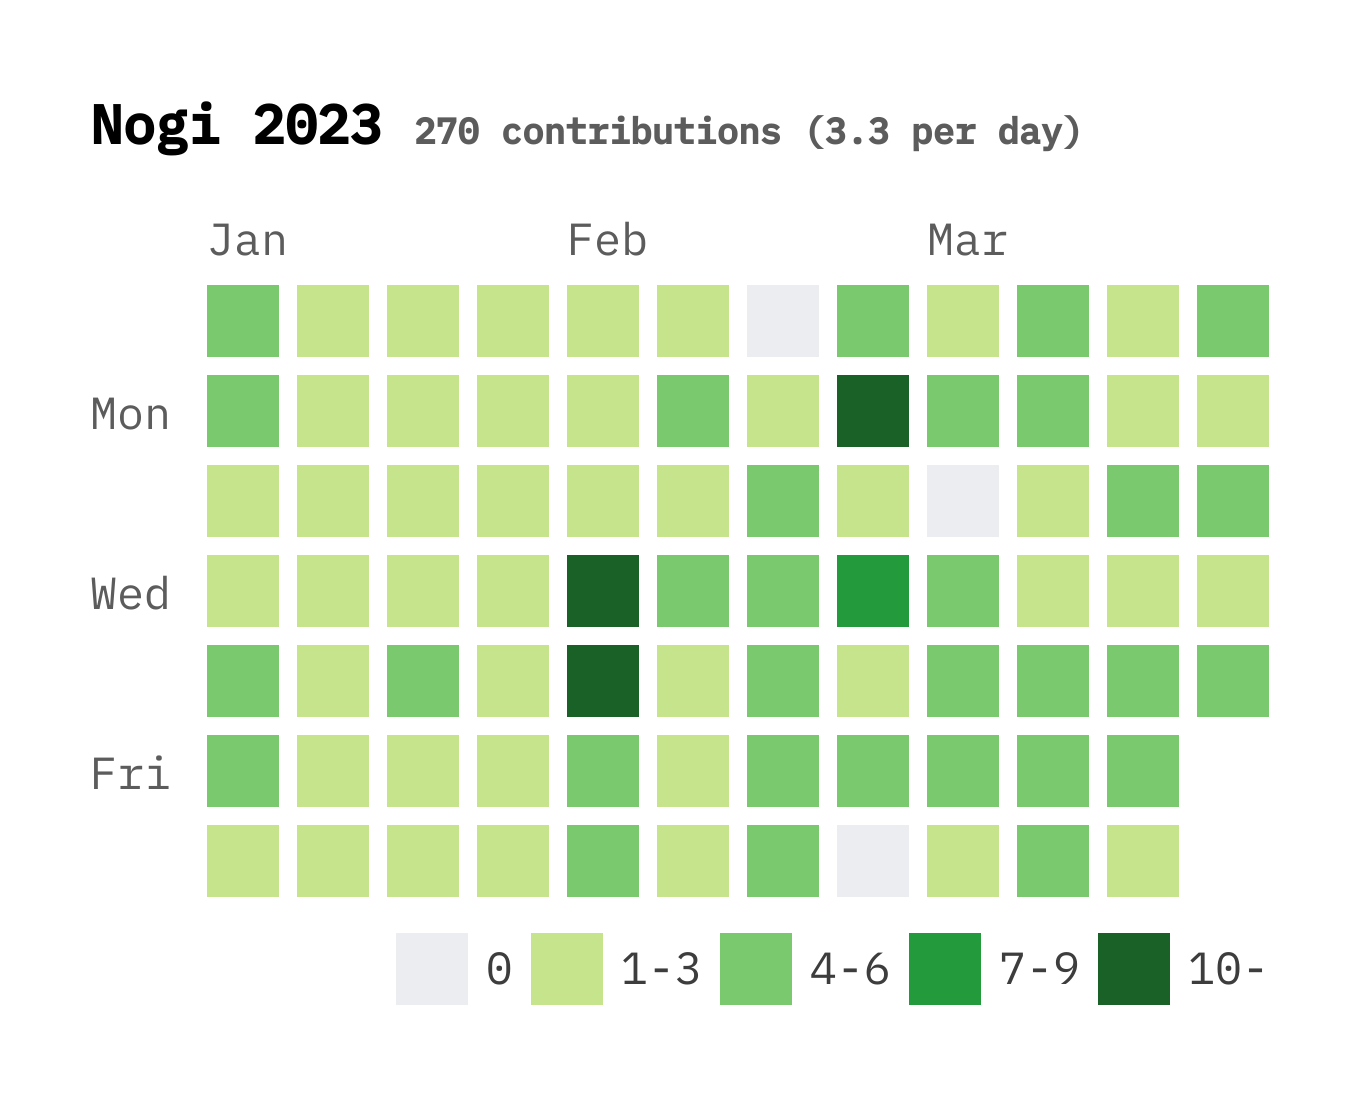 Nogi 2023 270 contributions (3.3 per day)
Jan Feb Mar
Mon
Wed
Fri
0 1-3 4-6 7-9 10-